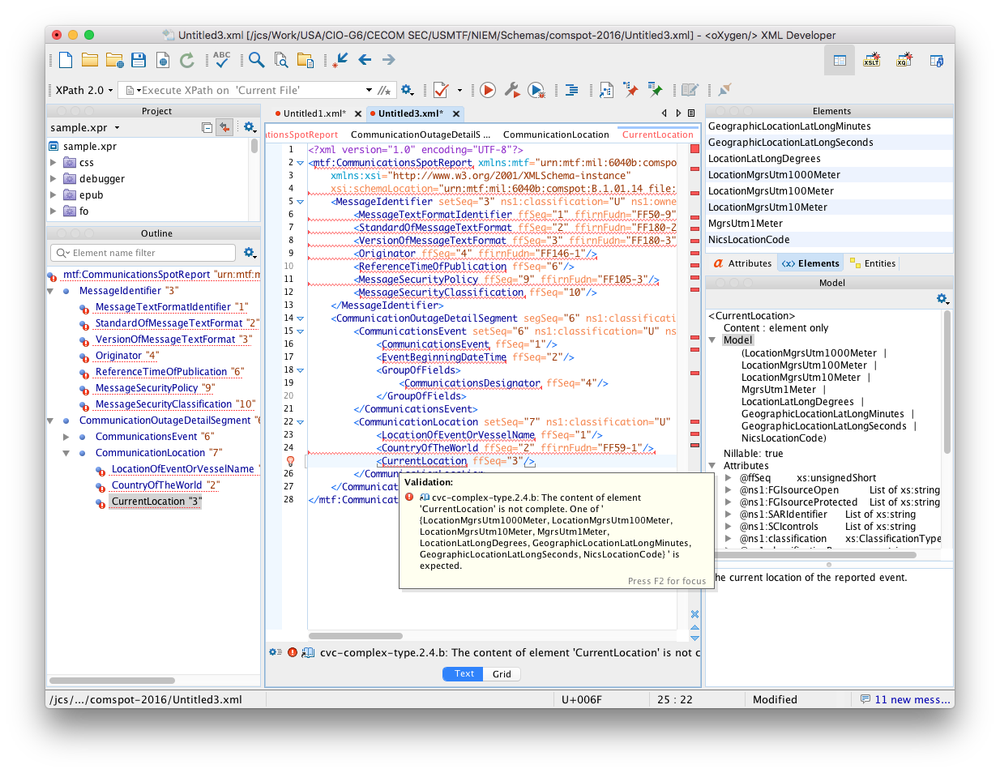 Untitled3.xml [/jcs/Work/USA/CIO-G6/CECOM SEC/USMTF/NIEM/Schemas/comspot-2016/Untitled3.xml] - <oXygen/> XML Developer
ABC
XSLT
XQ
XPath 2.0
Execute XPath on 'Current File'
Project
sample.xpr
sample.xpr
css
debugger
epub
fo
Outline
Element name filter
mtf:CommunicationsSpotReport "urn:mtf:m
MessageIdentifier "3"
MessageTextFormatIdentifier "1"
StandardOfMessageTextFormat "2"
VersionOfMessageTextFormat "3"
Originator "4"
ReferenceTimeOfPublication "6"
MessageSecurityPolicy "9"
MessageSecurityClassification "10"
CommunicationOutageDetailSegment "6
CommunicationsEvent "6"
CommunicationLocation "7"
LocationOfEventOrVesselName "
CountryOfTheWorld "2"
CurrentLocation "3"
Untitled1.xml*
Untitled3.xml*
ationsSpotReport CommunicationOutageDetailS ... CommunicationLocation CurrentLocation
1 <?xml version="1.0" encoding="UTF-8"?>
2 <mtf:CommunicationsSpotReport xmlns:mtf="urn:mtf:mil:6040b:comspo
3 xmlns:xsi="http://www.w3.org/2001/XMLSchema-instance"
4 xsi:schemaLocation="urn:mtf:mil:6040b:comspot:B.1.01.14 file:
5 <MessageIdentifier setSeq="3" ns1:classification="U" ns1:owne
6 <MessageTextFormatIdentifier ffSeq="1" ffirnFudn="FF50-9"
7 <StandardOfMessageTextFormat ffSeq="2" ffirnFudn="FF180-2
8 <VersionOfMessageTextFormat ffSeq="3" ffirnFudn="FF180-3"
9 <Originator ffSeq="4" ffirnFudn="FF146-1"/>
10 <ReferenceTimeOfPublication ffSeq="6"/>
11 <MessageSecurityPolicy ffSeq="9" ffirnFudn="FF105-3"/>
12 <MessageSecurityClassification ffSeq="10"/>
13 </MessageIdentifier>
14 <CommunicationOutageDetailSegment segSeq="6" ns1:classificati
15 <CommunicationsEvent setSeq="6" ns1:classification="U" ns
16 <CommunicationsEvent ffSeq="1"/>
17 <EventBeginningDateTime ffSeq="2"/>
18 <GroupOfFields>
19 <CommunicationsDesignator ffSeq="4"/>
20 </GroupOfFields>
21 </CommunicationsEvent>
22 <CommunicationLocation setSeq="7" ns1:classification="U"
23 <LocationOfEventOrVesselName ffSeq="1"/>
24 <CountryOfTheWorld ffSeq="2" ffirnFudn="FF59-1"/>
<CurrentLocation ffSeq="3"/>
26 </CommunicationLocation
27 </Communicat
28 </mtf:Communicat
Validation:
cvc-complex-type.2.4.b: The content of element
'CurrentLocation' is not complete. One of '
{LocationMgrsUtm1000Meter, LocationMgrsUtm100Meter,
LocationMgrsUtm10Meter, MgrsUtm1Meter,
LocationLatLongDegrees, GeographicLocationLatLongMinutes,
GeographicLocationLatLongSeconds, NicsLocationCode} ' is
expected.
Press F2 for focus
cvc-complex-type.2.4.b: The content of element 'CurrentLocation' is not c
Text Grid
Elements
GeographicLocationLatLongMinutes
GeographicLocationLatLongSeconds
LocationLatLongDegrees
LocationMgrsUtm1000Meter
LocationMgrsUtm100Meter
LocationMgrsUtm10Meter
MgrsUtm1Meter
NicsLocationCode
a Attributes <x> Elements Entities
Model
<CurrentLocation>
Content : element only
Model
(LocationMgrsUtm1000Meter |
LocationMgrsUtm100Meter |
LocationMgrsUtm10Meter |
MgrsUtm1Meter |
LocationLatLongDegrees |
GeographicLocationLatLongMinutes |
GeographicLocationLatLongSeconds |
NicsLocationCode)
Nillable: true
Attributes
@ffSeq xs:unsignedShort
@ns1:FGIsourceOpen List of xs:string
@ns1:FGIsourceProtected List of xs:string
@ns1:SARIdentifier List of xs:string
@ns1:SCIcontrols List of xs:string
@ns1:classification xs:ClassificationType
he current location of the reported event.
/jcs/.../comspot-2016/Untitled3.xml
U+006F
25 : 22
Modified
11 new mess...